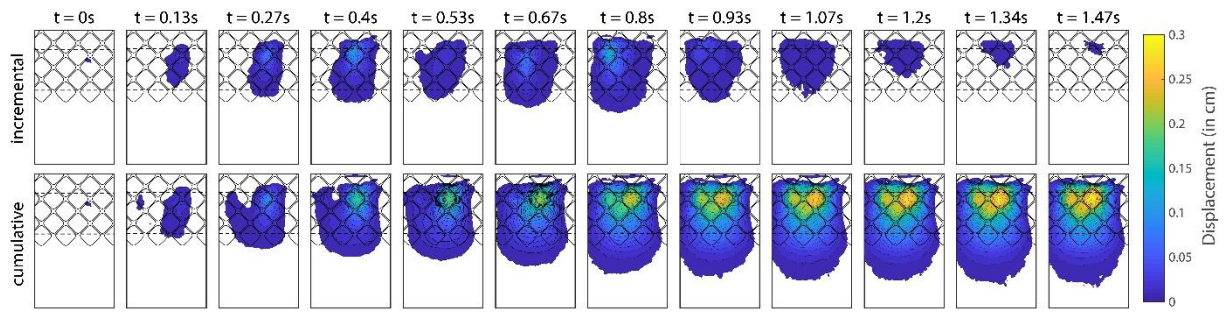 t = 0s t = 0.13s t = 0.27s t = 0.4s t = 0.53s t = 0.67s t = 0.8s t = 0.93s t = 1.07s t = 1.2s t = 1.34s t = 1.47s
incremental
cumulative
0.3
0.25
0.2
0.15
0.1
0.05
0
Displacement (in cm)